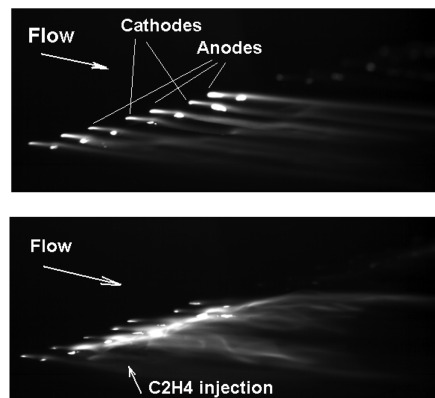 Flow
Cathodes
Anodes
Flow
C2H4 injection